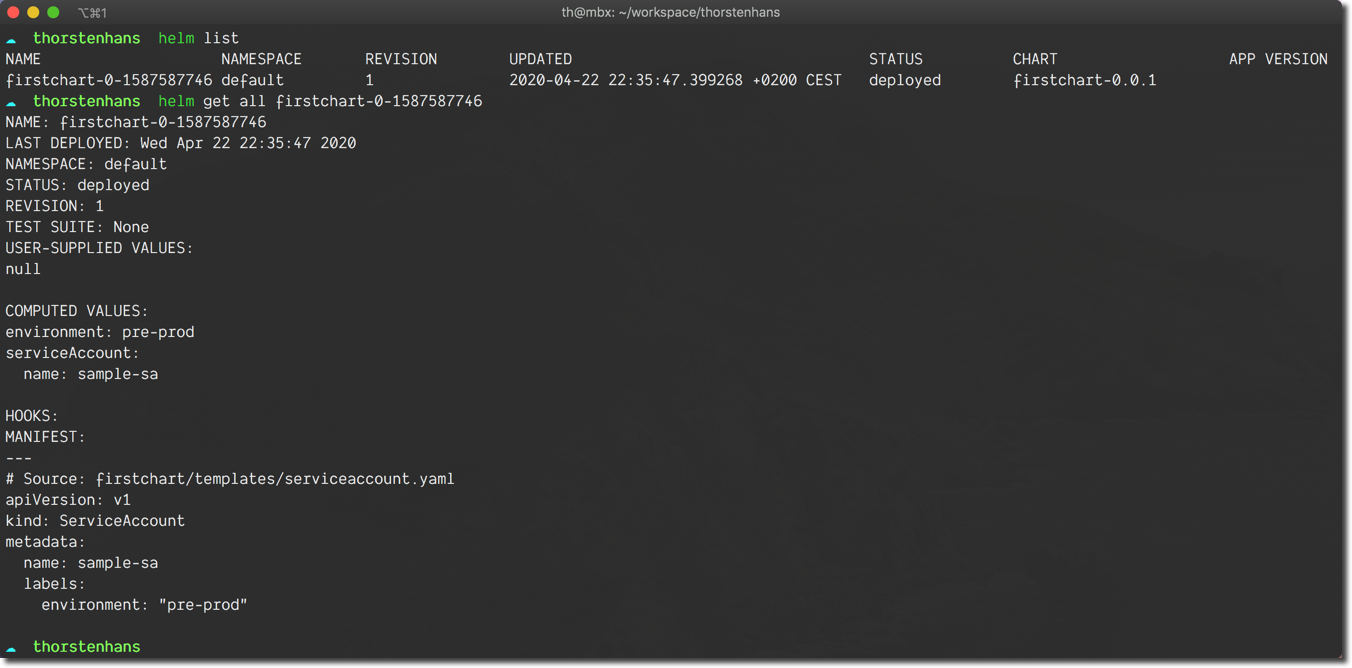 ⌥⌘1
th@mbx: ~/workspace/thorstenhans
thorstenhans helm list
NAME NAMESPACE REVISION UPDATED STATUS CHART APP VERSION
firstchart-0-1587587746 default 1 2020-04-22 22:35:47.399268 +0200 CEST deployed firstchart-0.0.1
thorstenhans helm get all firstchart-0-1587587746
NAME: firstchart-0-1587587746
LAST DEPLOYED: Wed Apr 22 22:35:47 2020
NAMESPACE: default
STATUS: deployed
REVISION: 1
TEST SUITE: None
USER-SUPPLIED VALUES:
null

COMPUTED VALUES:
environment: pre-prod
serviceAccount:
  name: sample-sa

HOOKS:
MANIFEST:
---
# Source: firstchart/templates/serviceaccount.yaml
apiVersion: v1
kind: ServiceAccount
metadata:
  name: sample-sa
  labels:
    environment: "pre-prod"

thorstenhans